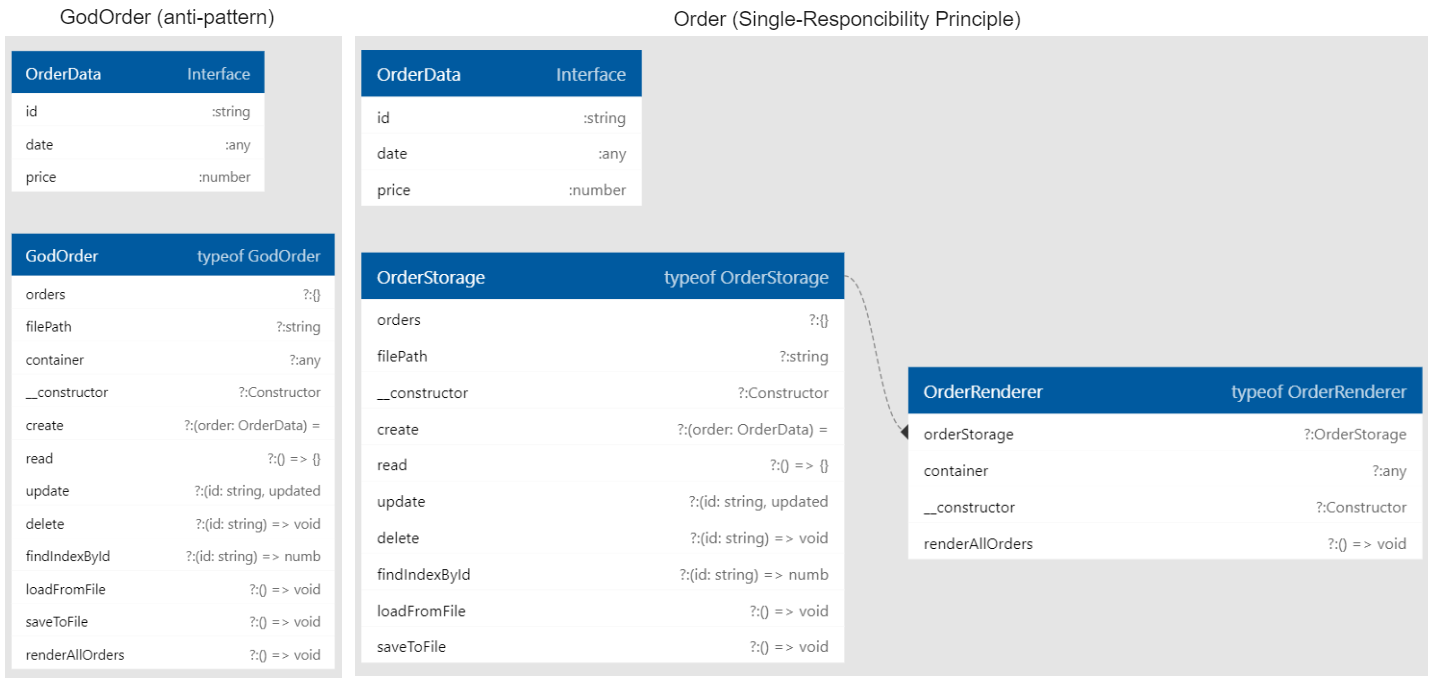 GodOrder (anti-pattern)
OrderData Interface
id :string
date :any
price :number
GodOrder typeof GodOrder
orders ?:{}
filePath ?:string
container ?:any
__constructor ?:Constructor
create ?:(order: OrderData) =
read ?:() => {}
update ?:(id: string, updated
delete ?:(id: string) => void
findIndexById ?:(id: string) => numb
loadFromFile ?:() => void
saveToFile ?:() => void
renderAllOrders ?:() => void
Order (Single-Responcibility Principle)
OrderData Interface
id :string
date :any
price :number
OrderStorage typeof OrderStorage
orders ?:{}
filePath ?:string
__constructor ?:Constructor
create ?:(order: OrderData) =
read ?:() => {}
update ?:(id: string, updated
delete ?:(id: string) => void
findIndexById ?:(id: string) => numb
loadFromFile ?:() => void
saveToFile ?:() => void
OrderRenderer typeof OrderRenderer
orderStorage ?:OrderStorage
container ?:any
__constructor ?:Constructor
renderAllOrders ?:() => void